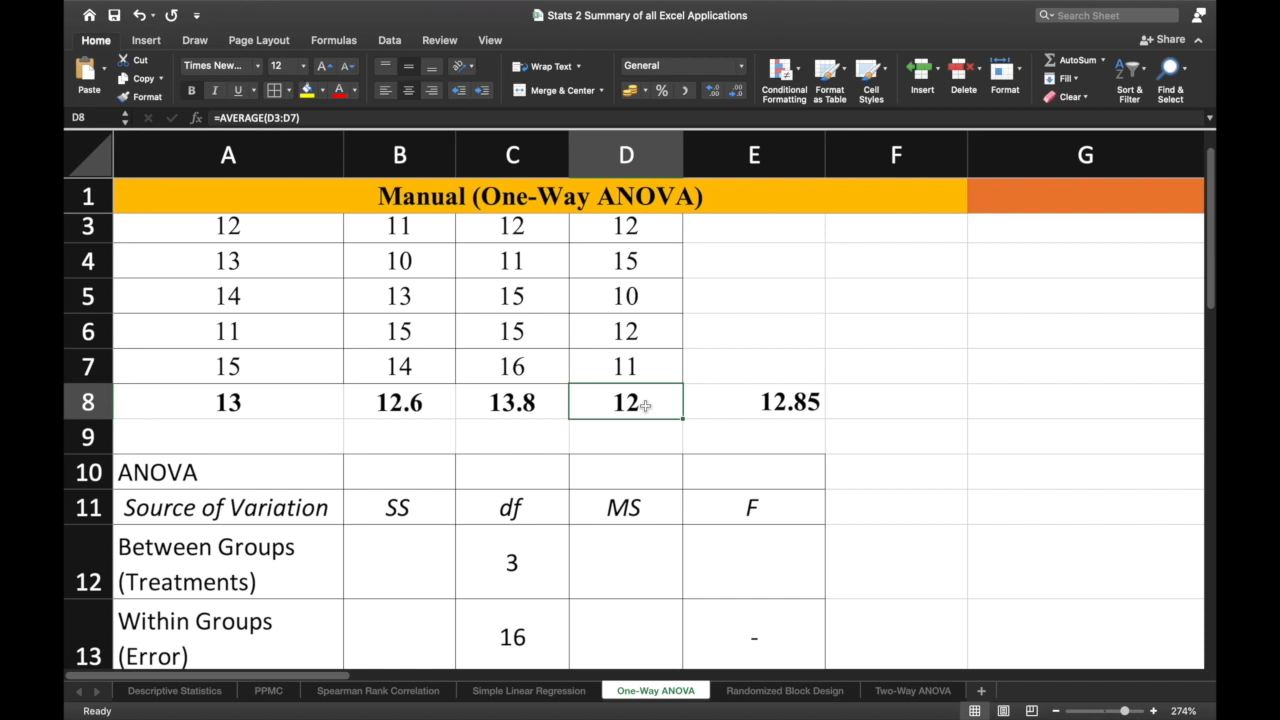 Stats 2 Summary of all Excel Applications
Search Sheet
Home Insert Draw Page Layout Formulas Data Review View
Share
Paste
Cut
Copy
Format
Times New... 12 A A
B I U A
Wrap Text
Merge & Center
General
%
Conditional Formatting
Format as Table
Cell Styles
Insert Delete Format
AutoSum
Fill
Clear
Sort & Filter
Find & Select
D8 fx =AVERAGE(D3:D7)
A B C D E F G
1 Manual (One-Way ANOVA)
3 12 11 12 12
4 13 10 11 15
5 14 13 15 10
6 11 15 15 12
7 15 14 16 11
8 13 12.6 13.8 12 12.85
9
10 ANOVA
11 Source of Variation SS df MS F
Between Groups
12 (Treatments) 3
Within Groups
13 (Error) 16 -
Descriptive Statistics PPMC Spearman Rank Correlation Simple Linear Regression One-Way ANOVA Randomized Block Design Two-Way ANOVA +
Ready 274%